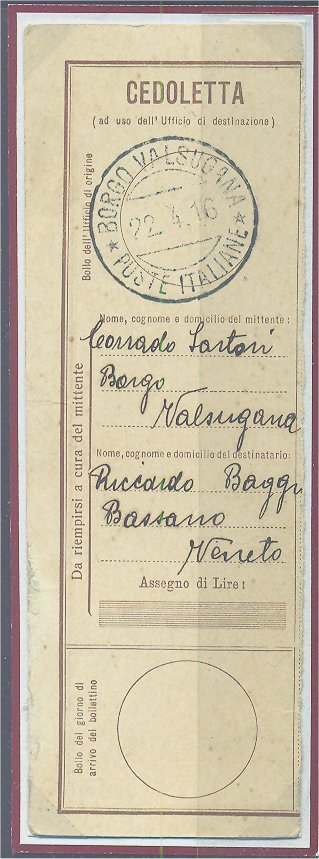 CEDOLETTA
(ad uso dell'Ufficio di destinazione)
Bollo dell'Ufficio di origine
BORGO VALSUGANA
22.4.16
★ POSTE ITALIANE ★
Da riempirsi a cura del mittente
Nome, cognome e domicilio del mittente:
Corrado Sartori
Borgo
Valsugana
Nome, cognome e domicilio del destinatario:
Riccardo Baggi
Bassano
Veneto
Assegno di Lire:
Bollo del giorno di
arrivo del bollettino